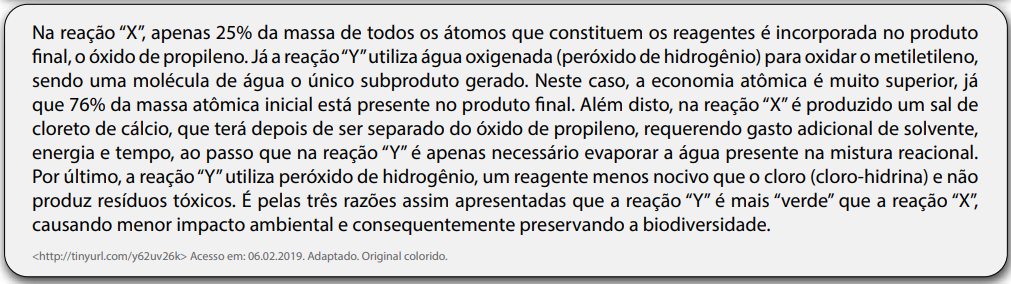 Na reação “X”, apenas 25% da massa de todos os átomos que constituem os reagentes é incorporada no produto
final, o óxido de propileno. Já a reação “Y” utiliza água oxigenada (peróxido de hidrogênio) para oxidar o metiletileno,
sendo uma molécula de água o único subproduto gerado. Neste caso, a economia atômica é muito superior, já
que 76% da massa atômica inicial está presente no produto final. Além disto, na reação “X” é produzido um sal de
cloreto de cálcio, que terá depois de ser separado do óxido de propileno, requerendo gasto adicional de solvente,
energia e tempo, ao passo que na reação “Y” é apenas necessário evaporar a água presente na mistura reacional.
Por último, a reação “Y” utiliza peróxido de hidrogênio, um reagente menos nocivo que o cloro (cloro-hidrina) e não
produz resíduos tóxicos. É pelas três razões assim apresentadas que a reação “Y” é mais “verde” que a reação “X”,
causando menor impacto ambiental e consequentemente preservando a biodiversidade.
<http://tinyurl.com/y62uv26k> Acesso em: 06.02.2019. Adaptado. Original colorido.